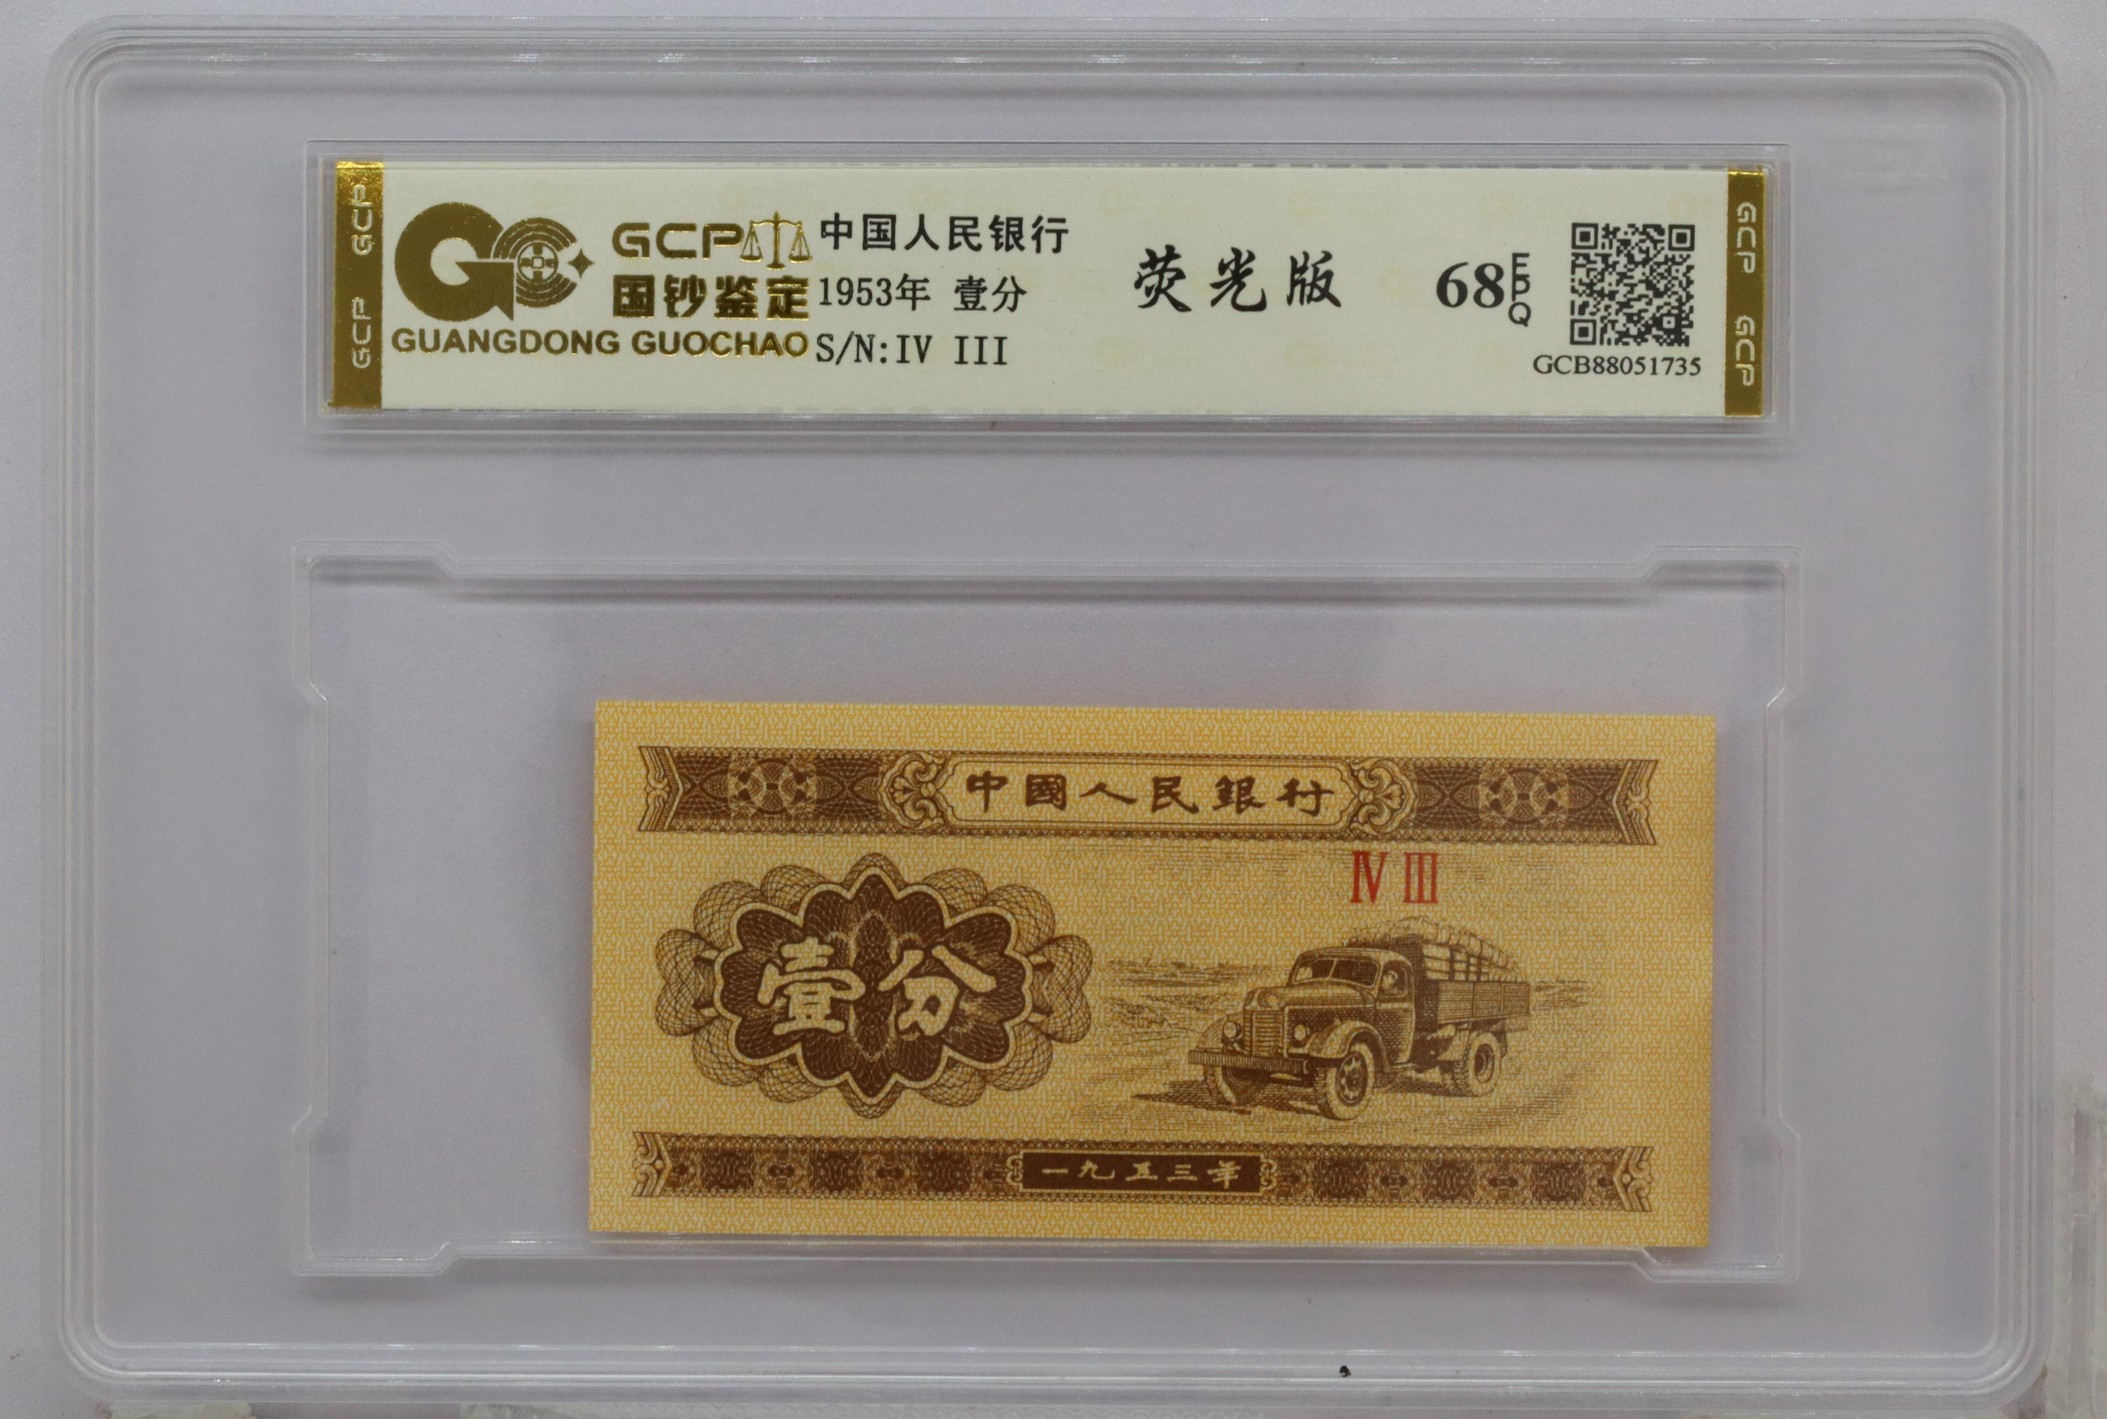 GCP
国钞鉴定
GUANGDONG GUOCHAO
中国人民银行
1953年 壹分
S/N:IV III
荧光版
68 EPQ
GCB88051735
GCP GCP
GCP GCP
中國人民銀行
IV III
壹分
一九五三年